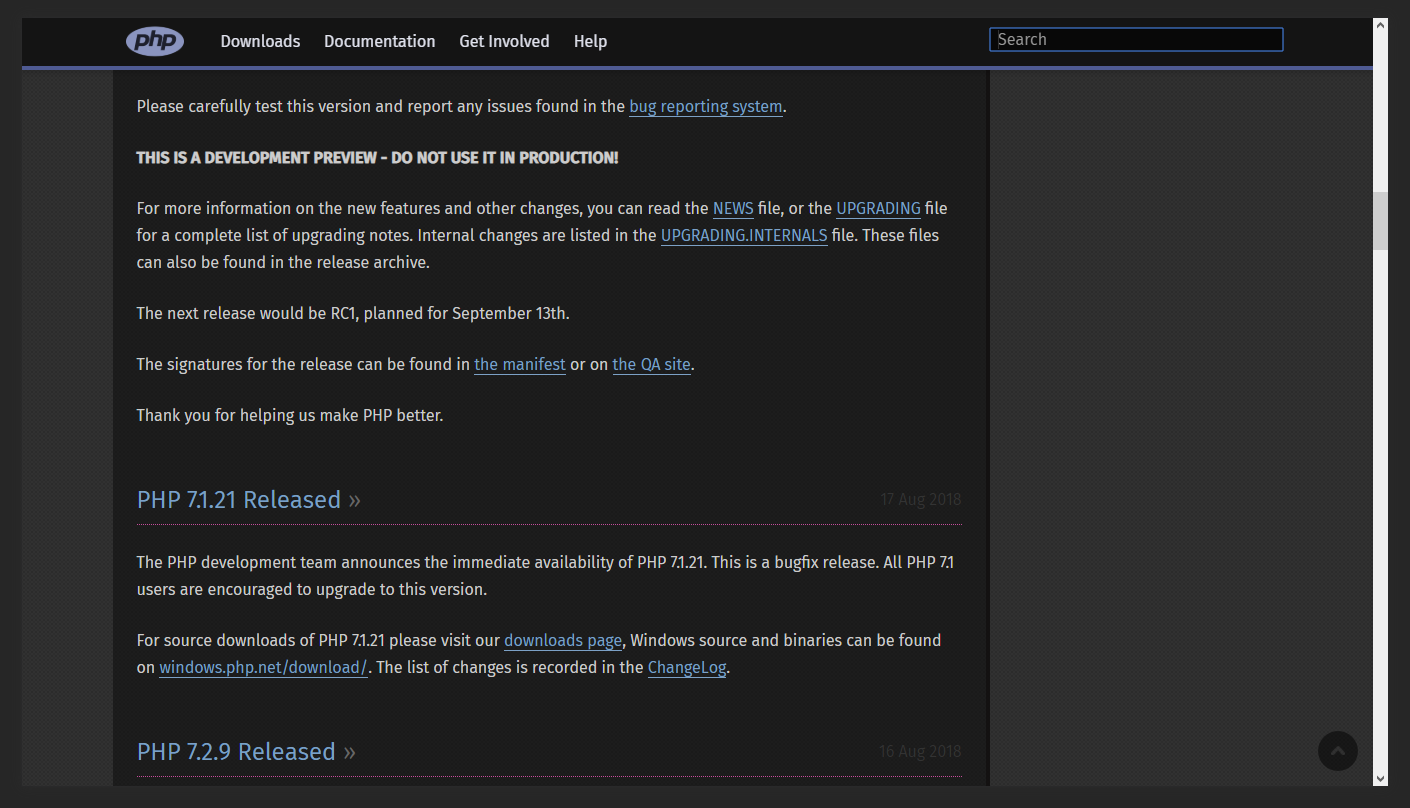 php Downloads Documentation Get Involved Help Search
Please carefully test this version and report any issues found in the bug reporting system.
THIS IS A DEVELOPMENT PREVIEW - DO NOT USE IT IN PRODUCTION!
For more information on the new features and other changes, you can read the NEWS file, or the UPGRADING file
for a complete list of upgrading notes. Internal changes are listed in the UPGRADING.INTERNALS file. These files
can also be found in the release archive.
The next release would be RC1, planned for September 13th.
The signatures for the release can be found in the manifest or on the QA site.
Thank you for helping us make PHP better.
PHP 7.1.21 Released » 17 Aug 2018
The PHP development team announces the immediate availability of PHP 7.1.21. This is a bugfix release. All PHP 7.1
users are encouraged to upgrade to this version.
For source downloads of PHP 7.1.21 please visit our downloads page, Windows source and binaries can be found
on windows.php.net/download/. The list of changes is recorded in the ChangeLog.
PHP 7.2.9 Released » 16 Aug 2018